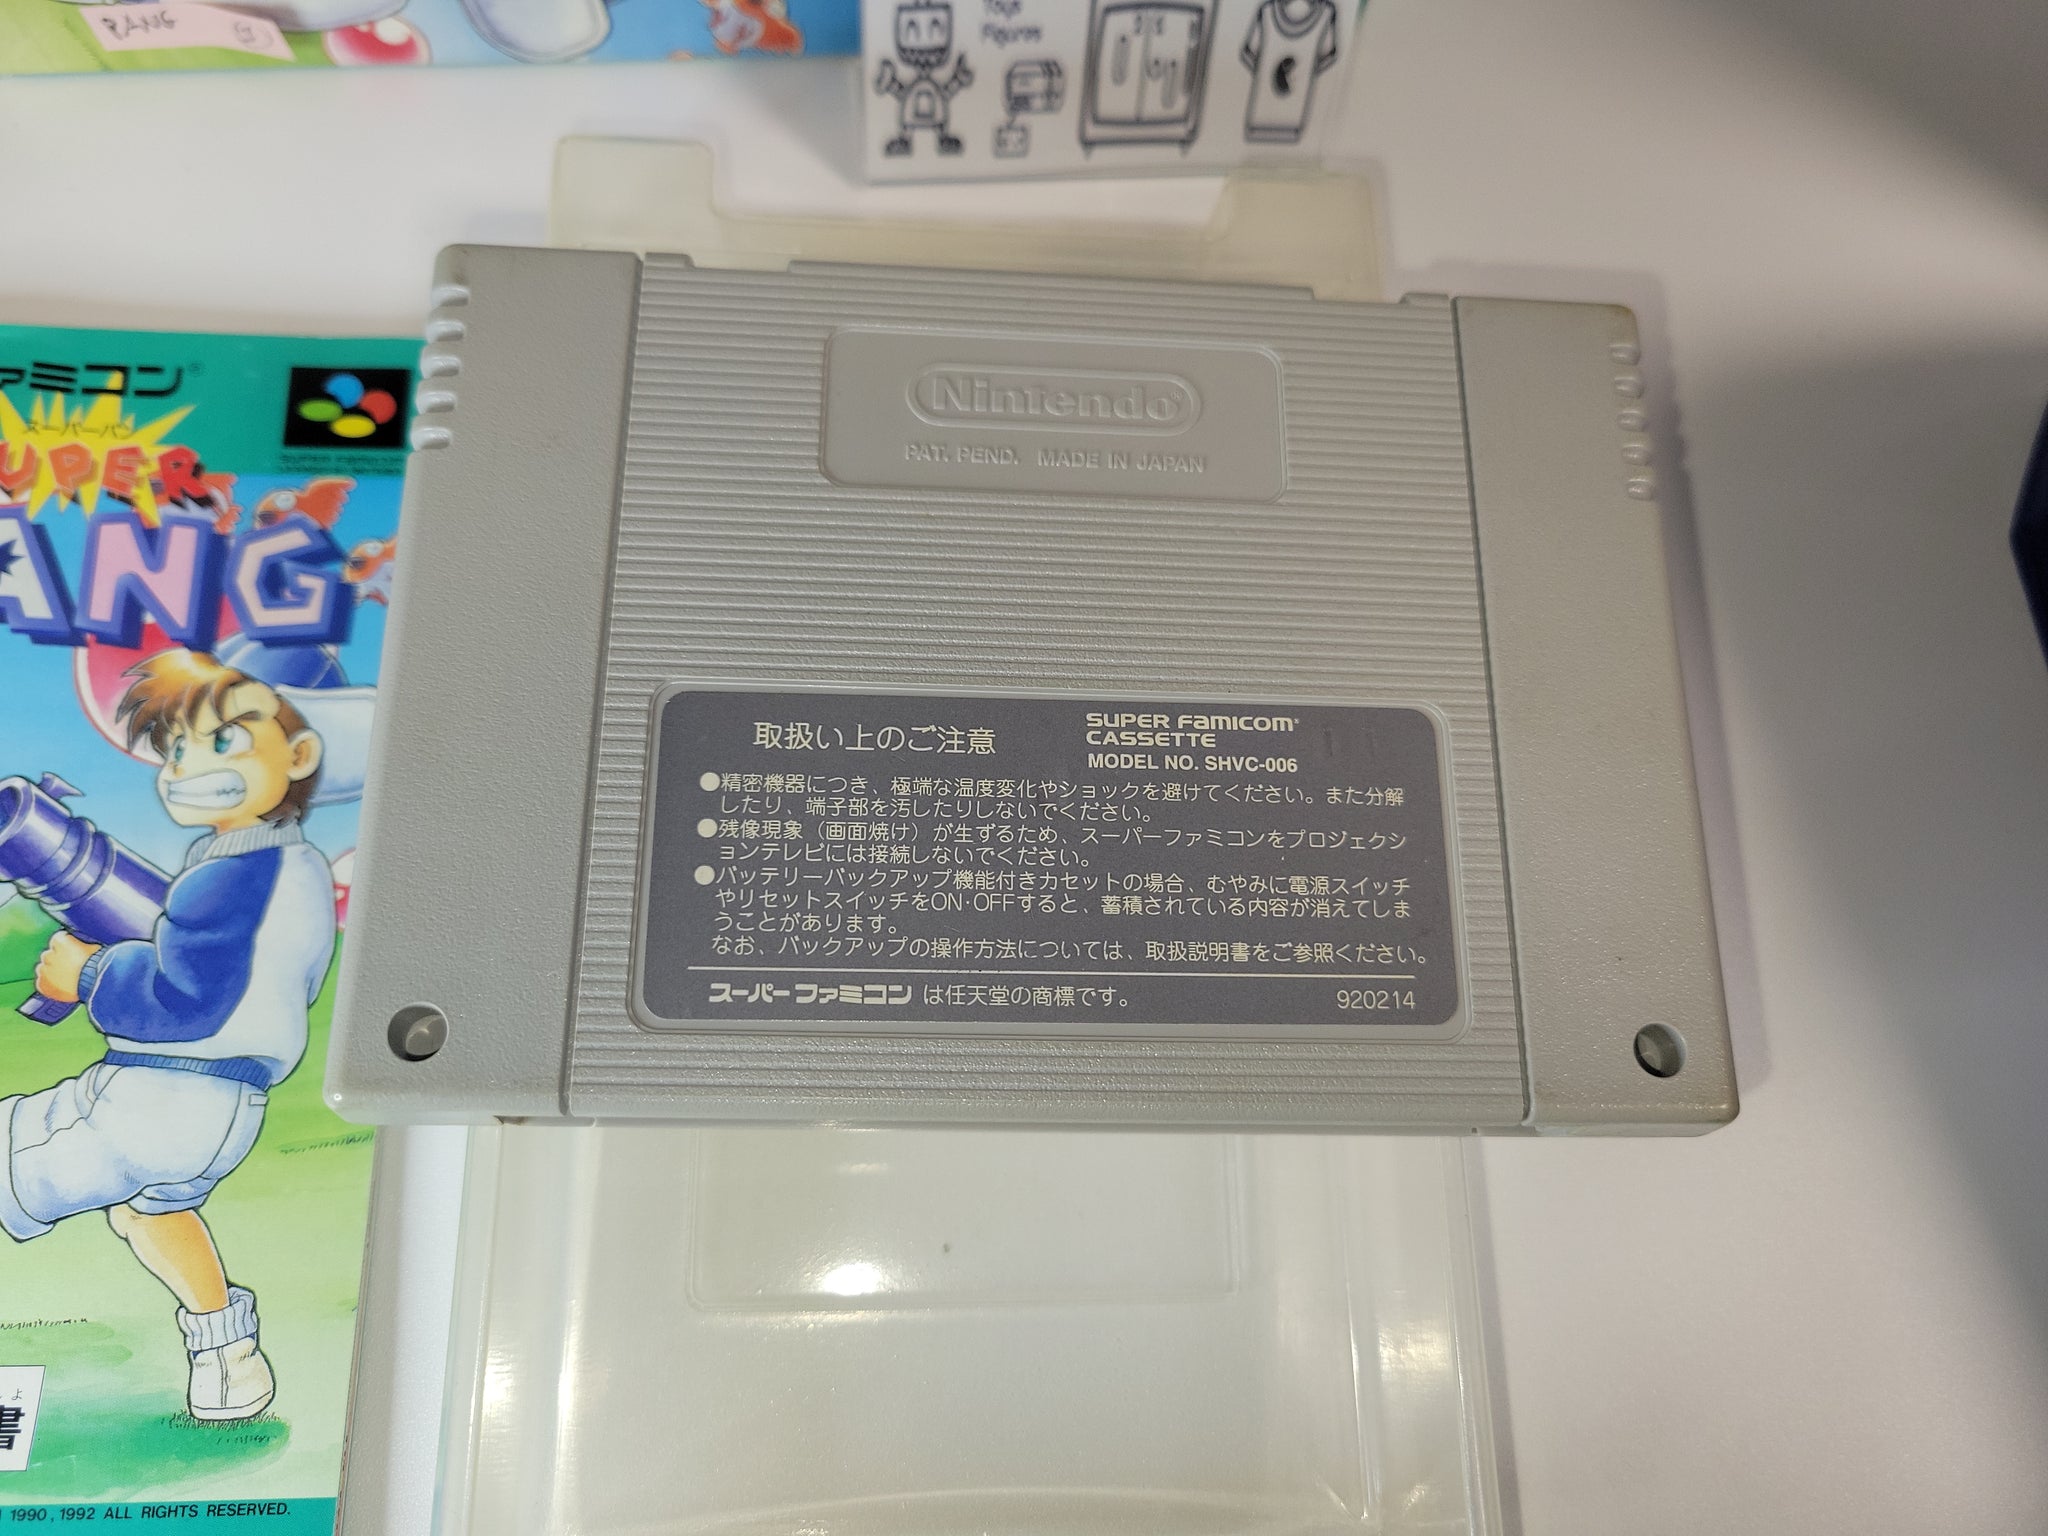 PANG
Toys
Figures
ァミコン®
スーパーパン
UPER
ANG
書
1990,1992 ALL RIGHTS RESERVED.
Nintendo®
PAT. PEND. MADE IN JAPAN
取扱い上のご注意
SUPER FAMICOM®
CASSETTE
MODEL NO. SHVC-006
●精密機器につき、極端な温度変化やショックを避けてください。また分解
したり、端子部を汚したりしないでください。
●残像現象（画面焼け）が生ずるため、スーパーファミコンをプロジェクシ
ョンテレビには接続しないでください。
●バッテリーバックアップ機能付きカセットの場合、むやみに電源スイッチ
やリセットスイッチをON·OFFすると、蓄積されている内容が消えてしま
うことがあります。
なお、バックアップの操作方法については、取扱説明書をご参照ください。
スーパーファミコン は任天堂の商標です。
920214